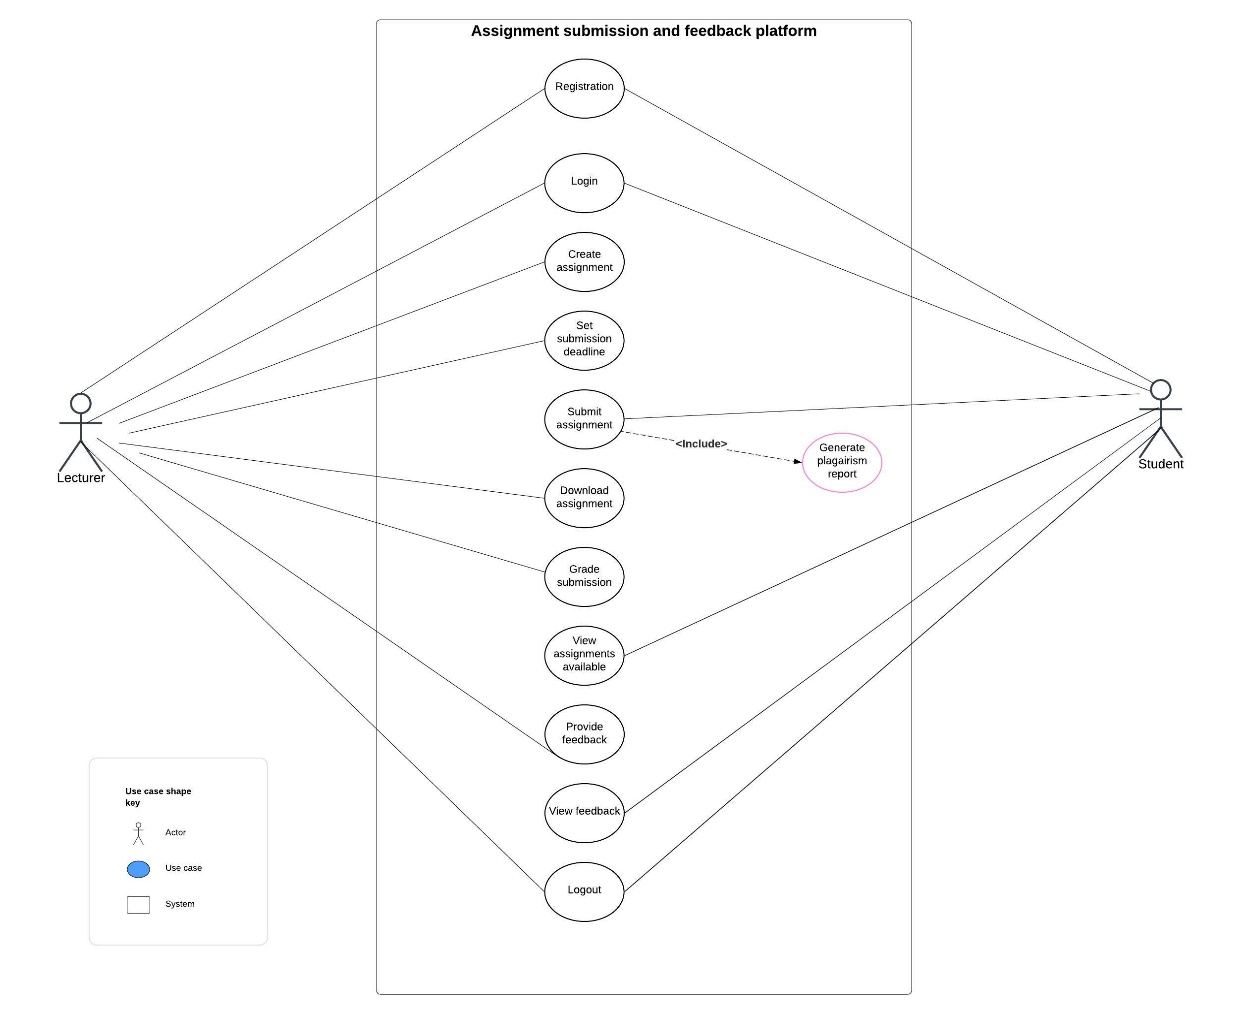 Assignment submission and feedback platform
Registration
Login
Create
assignment
Set
submission
deadline
Submit
assignment
<Include>
Generate
plagairism
report
Lecturer
Student
Download
assignment
Grade
submission
View
assignments
available
Provide
feedback
View feedback
Logout
Use case shape
key
Actor
Use case
System